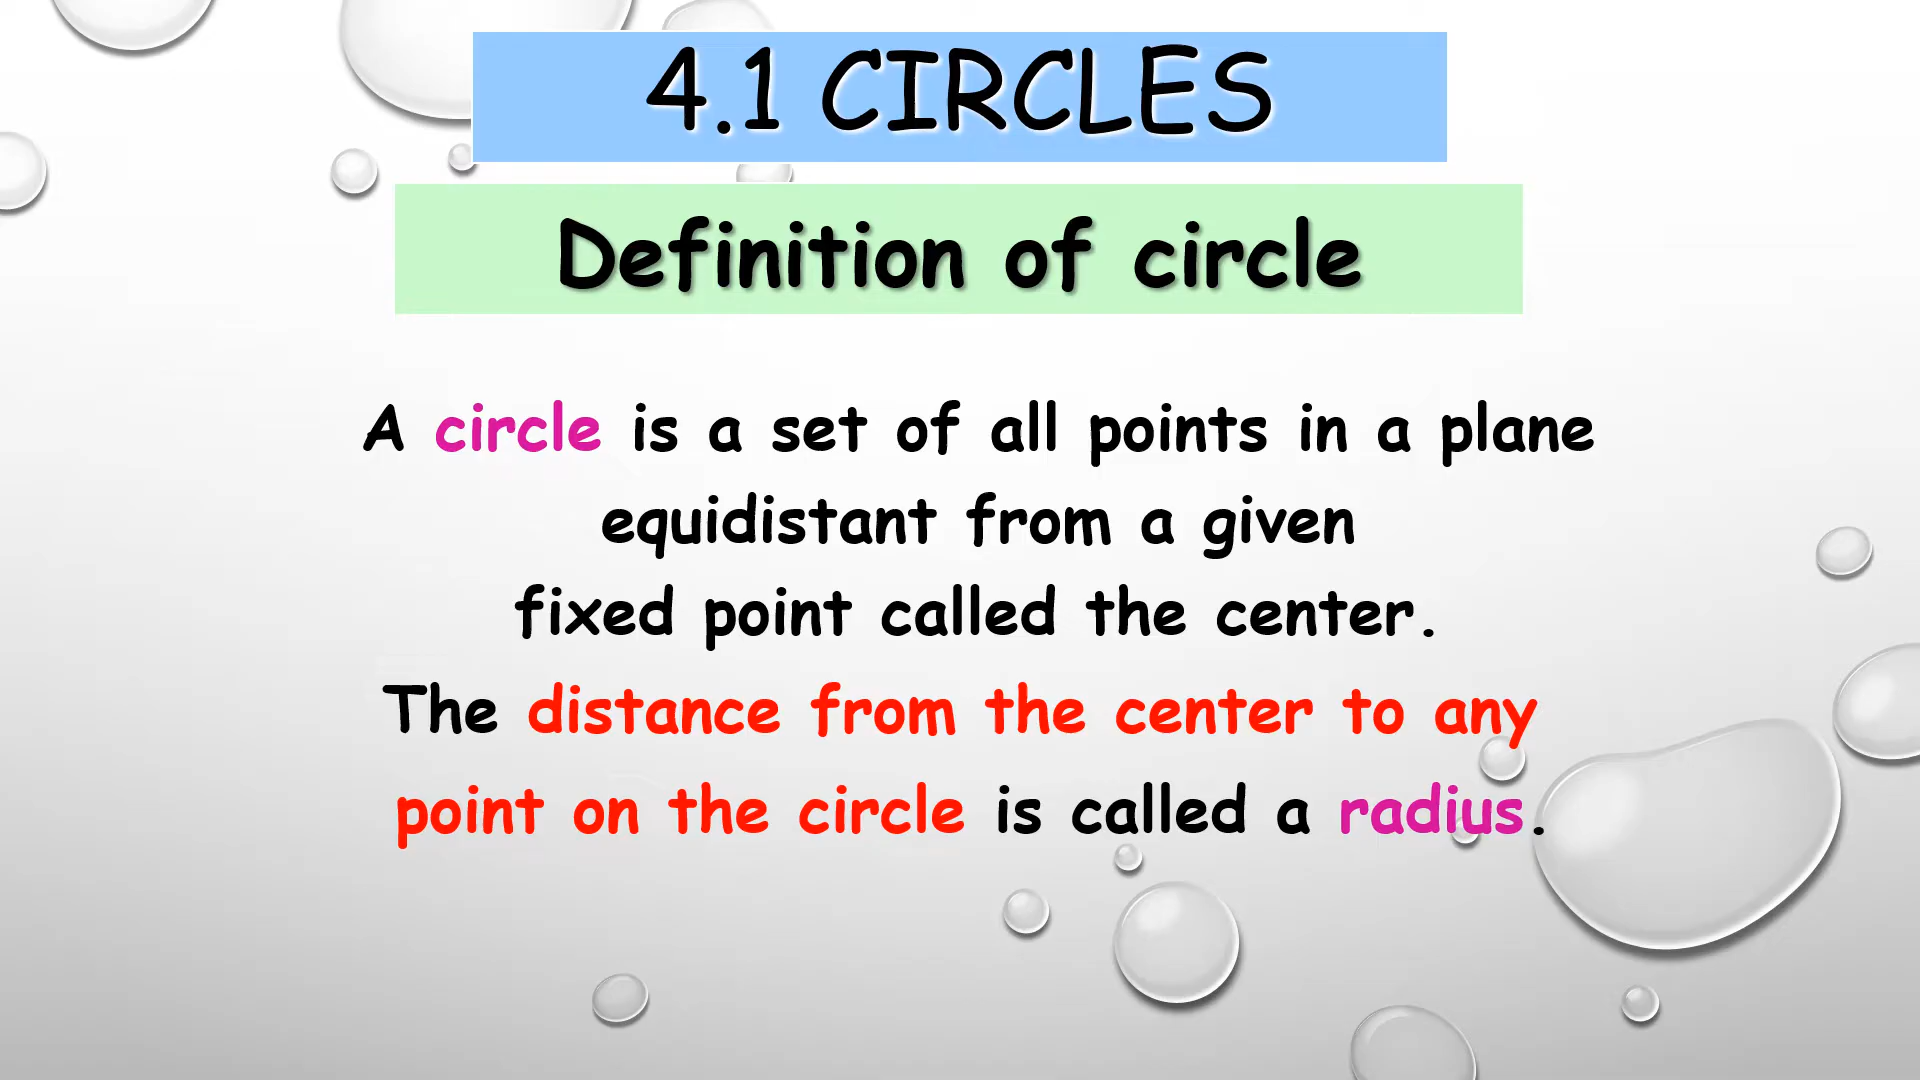 4.1 CIRCLES
Definition of circle
A circle is a set of all points in a plane
equidistant from a given
fixed point called the center.
The distance from the center to any
point on the circle is called a radius.